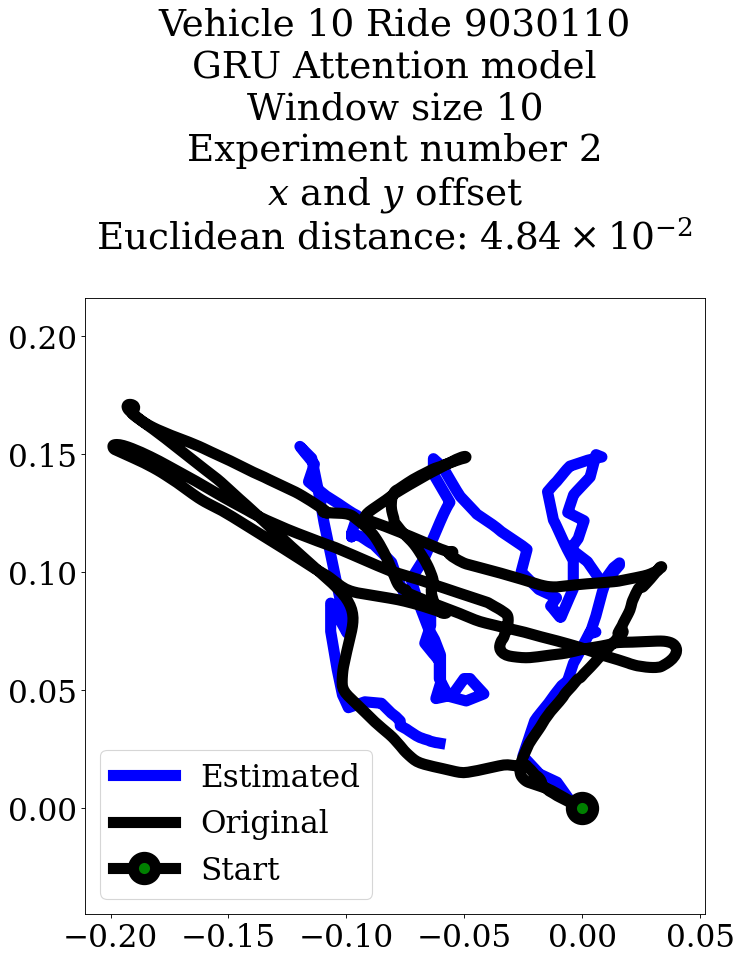 Vehicle 10 Ride 9030110
GRU Attention model
Window size 10
Experiment number 2
x and y offset
Euclidean distance: 4.84 × 10⁻²
0.20
0.15
0.10
0.05
0.00
Estimated
Original
Start
−0.20 −0.15 −0.10 −0.05 0.00 0.05